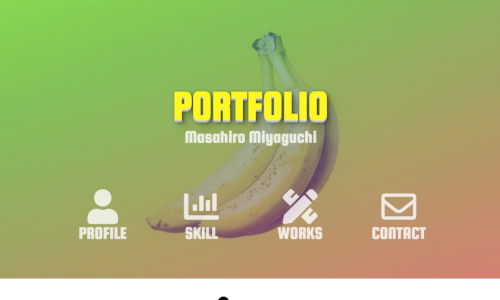 PORTFOLIO
Masahiro Miyaguchi
PROFILE
SKILL
WORKS
CONTACT